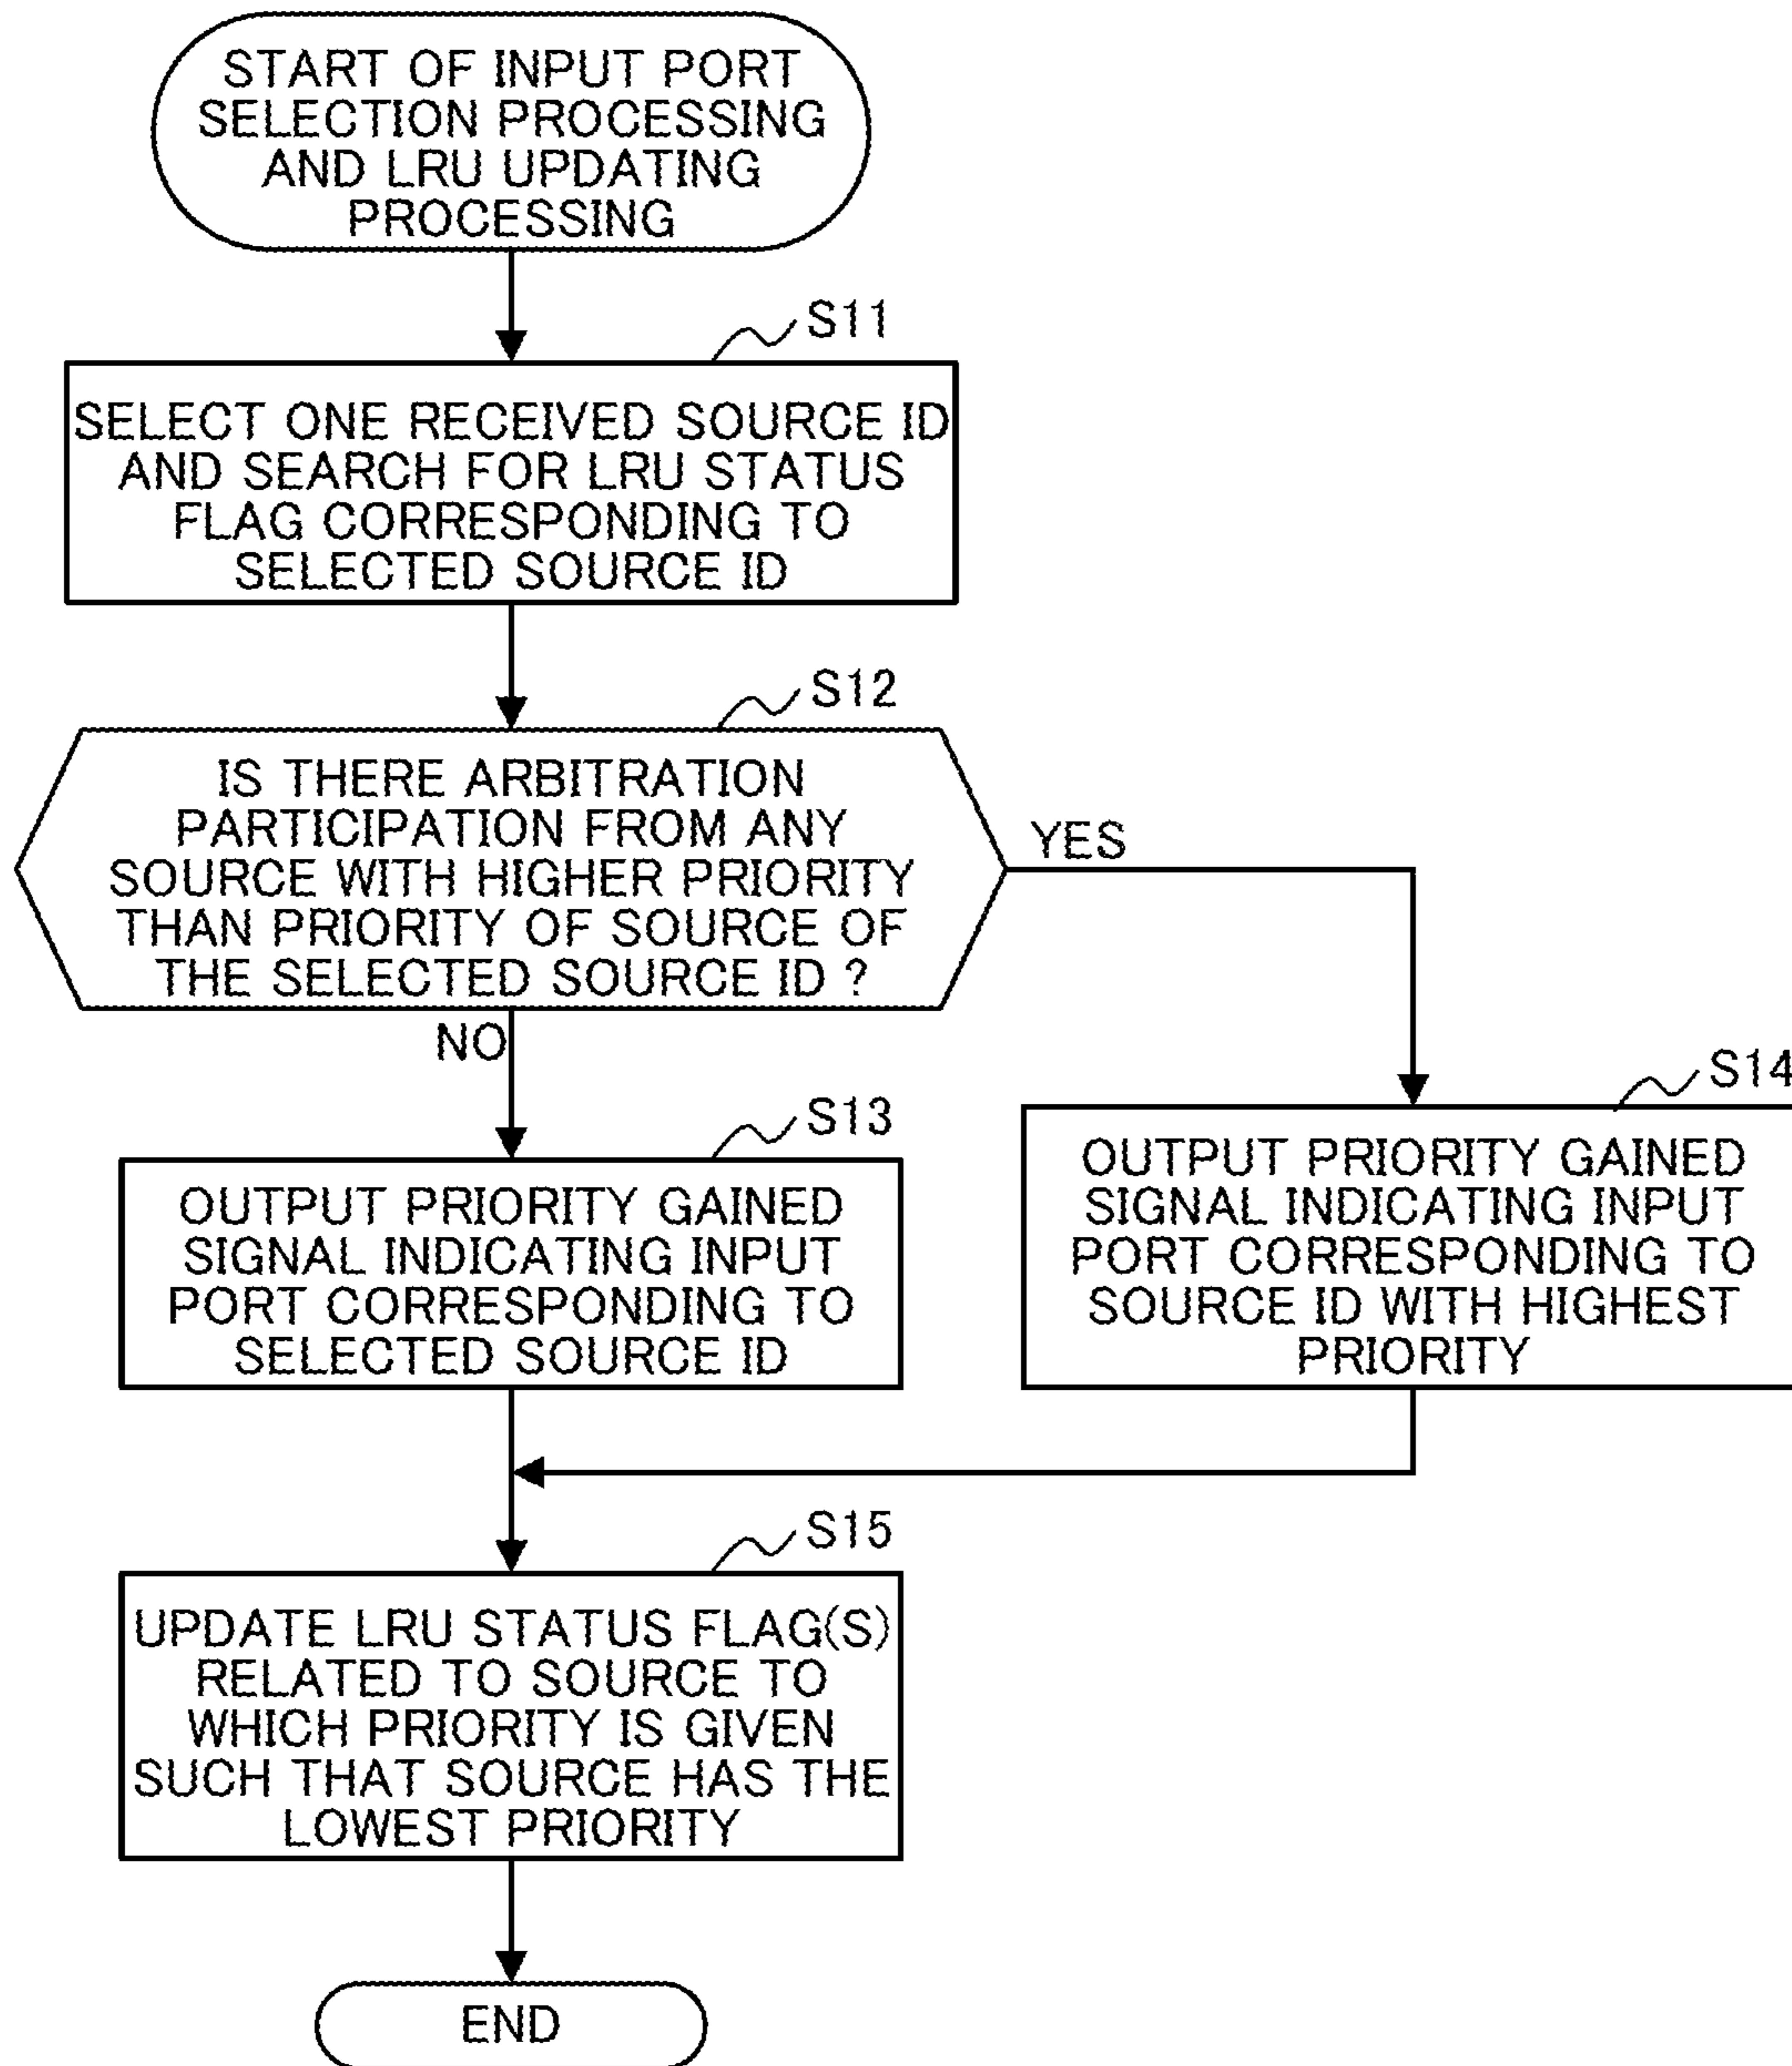 START OF INPUT PORT
SELECTION PROCESSING
AND LRU UPDATING
PROCESSING
S11
SELECT ONE RECEIVED SOURCE ID
AND SEARCH FOR LRU STATUS
FLAG CORRESPONDING TO
SELECTED SOURCE ID
S12
IS THERE ARBITRATION
PARTICIPATION FROM ANY
SOURCE WITH HIGHER PRIORITY
THAN PRIORITY OF SOURCE OF
THE SELECTED SOURCE ID ?
YES
NO
S13
OUTPUT PRIORITY GAINED
SIGNAL INDICATING INPUT
PORT CORRESPONDING TO
SELECTED SOURCE ID
S14
OUTPUT PRIORITY GAINED
SIGNAL INDICATING INPUT
PORT CORRESPONDING TO
SOURCE ID WITH HIGHEST
PRIORITY
S15
UPDATE LRU STATUS FLAG(S)
RELATED TO SOURCE TO
WHICH PRIORITY IS GIVEN
SUCH THAT SOURCE HAS THE
LOWEST PRIORITY
END